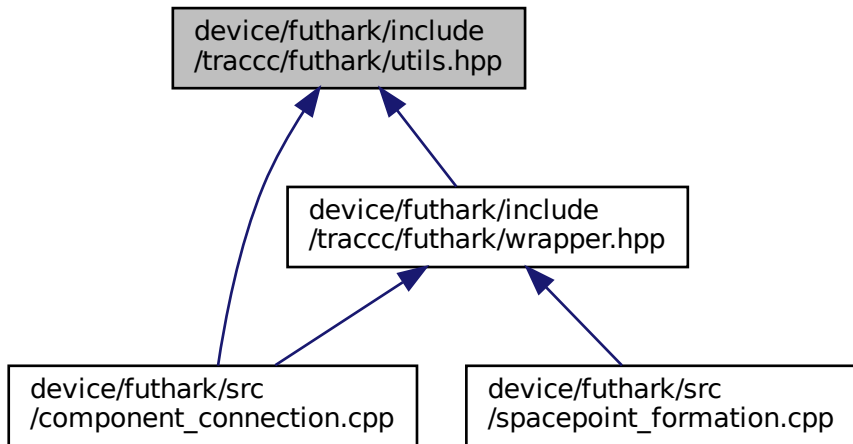 device/futhark/include
/traccc/futhark/utils.hpp
device/futhark/include
/traccc/futhark/wrapper.hpp
device/futhark/src
/component_connection.cpp
device/futhark/src
/spacepoint_formation.cpp